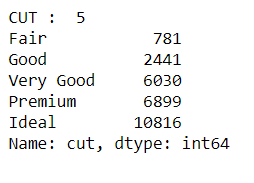 CUT :  5
Fair            781
Good           2441
Very Good      6030
Premium        6899
Ideal         10816
Name: cut, dtype: int64